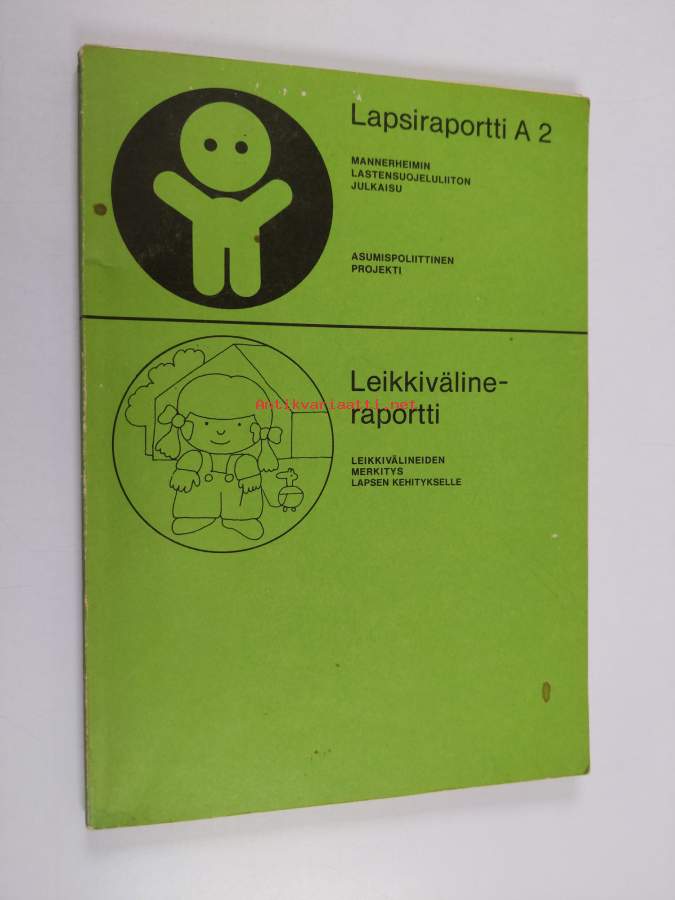 Lapsiraportti A 2
MANNERHEIMIN
LASTENSUOJELULIITON
JULKAISU
ASUMISPOLIITTINEN
PROJEKTI
Leikkiväline-
Antikvariaatti.net
raportti
LEIKKIVÄLINEIDEN
MERKITYS
LAPSEN KEHITYKSELLE